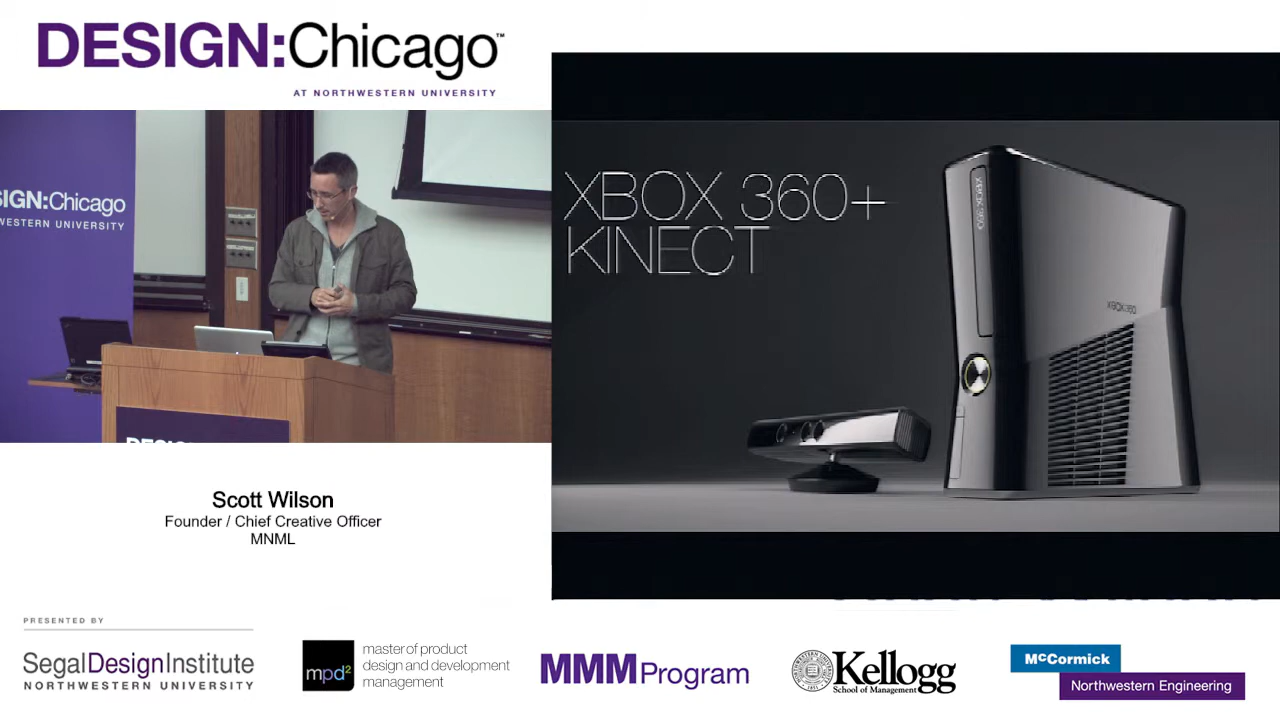 DESIGN:Chicago™
AT NORTHWESTERN UNIVERSITY
SIGN:Chicago
WESTERN UNIVERSITY
XBOX 360+
KINECT
XBOX 360
XBOX 360
Scott Wilson
Founder / Chief Creative Officer
MNML
PRESENTED BY
SegalDesignInstitute
NORTHWESTERN UNIVERSITY
mpd²
master of product
design and development
management
MMM Program
Kellogg
School of Management
McCormick
Northwestern Engineering